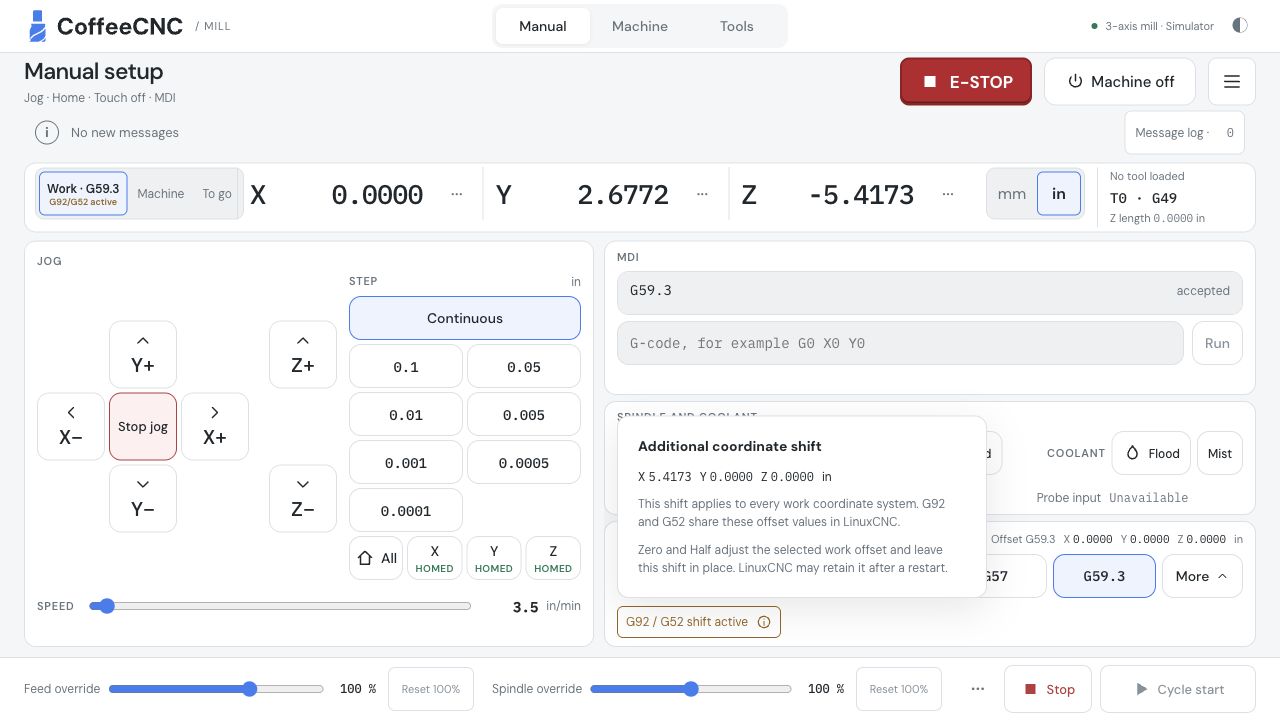 CoffeeCNC / MILL
Manual
Machine
Tools
3-axis mill · Simulator
Manual setup
Jog · Home · Touch off · MDI
E-STOP
Machine off
No new messages
Message log · 0
Work · G59.3
G92/G52 active
Machine
To go
X 0.0000 ···
Y 2.6772 ···
Z -5.4173 ···
mm
in
No tool loaded
T0 · G49
Z length 0.0000 in
JOG
STEP in
Continuous
0.1
0.05
0.01
0.005
0.001
0.0005
0.0001
Y+
Z+
X−
Stop jog
X+
Y−
Z−
All
X HOMED
Y HOMED
Z HOMED
SPEED
3.5 in/min
MDI
G59.3 accepted
G-code, for example G0 X0 Y0
Run
SPINDLE AND COOLANT
COOLANT
Flood
Mist
Probe input Unavailable
Additional coordinate shift
X 5.4173 Y 0.0000 Z 0.0000 in
This shift applies to every work coordinate system. G92
and G52 share these offset values in LinuxCNC.
Zero and Half adjust the selected work offset and leave
this shift in place. LinuxCNC may retain it after a restart.
Offset G59.3 X 0.0000 Y 0.0000 Z 0.0000 in
G57
G59.3
More
G92 / G52 shift active
Feed override
100 %
Reset 100%
Spindle override
100 %
Reset 100%
···
Stop
Cycle start